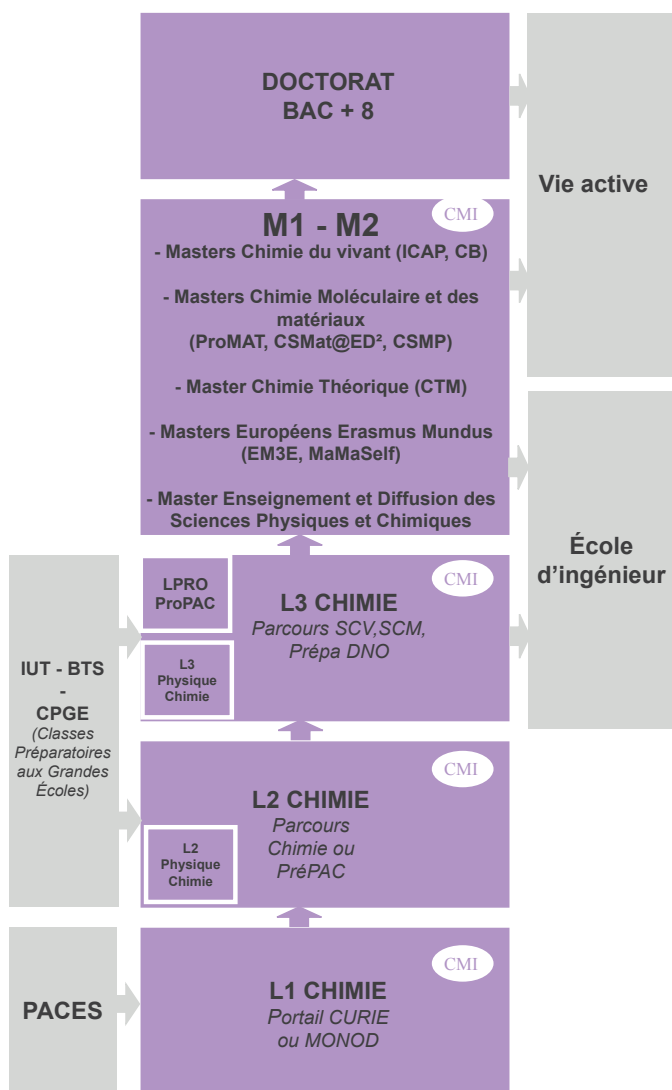 DOCTORAT
BAC + 8
Vie active
CMI
M1 - M2
- Masters Chimie du vivant (ICAP, CB)
- Masters Chimie Moléculaire et des
matériaux
(ProMAT, CSMat@ED², CSMP)
- Master Chimie Théorique (CTM)
- Masters Européens Erasmus Mundus
(EM3E, MaMaSelf)
- Master Enseignement et Diffusion des
Sciences Physiques et Chimiques
École
d’ingénieur
CMI
LPRO
ProPAC
L3 CHIMIE
Parcours SCV,SCM,
Prépa DNO
L3
Physique
Chimie
IUT - BTS
-
CPGE
(Classes
Préparatoires
aux Grandes
Écoles)
CMI
L2 CHIMIE
Parcours
Chimie ou
PréPAC
L2
Physique
Chimie
CMI
L1 CHIMIE
Portail CURIE
ou MONOD
PACES